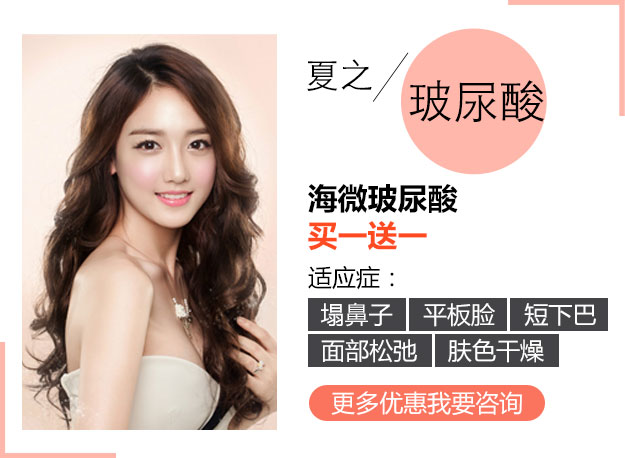 夏之/玻尿酸
海微玻尿酸
买一送一
适应症：
塌鼻子 平板脸 短下巴
面部松弛 肤色干燥
更多优惠我要咨询